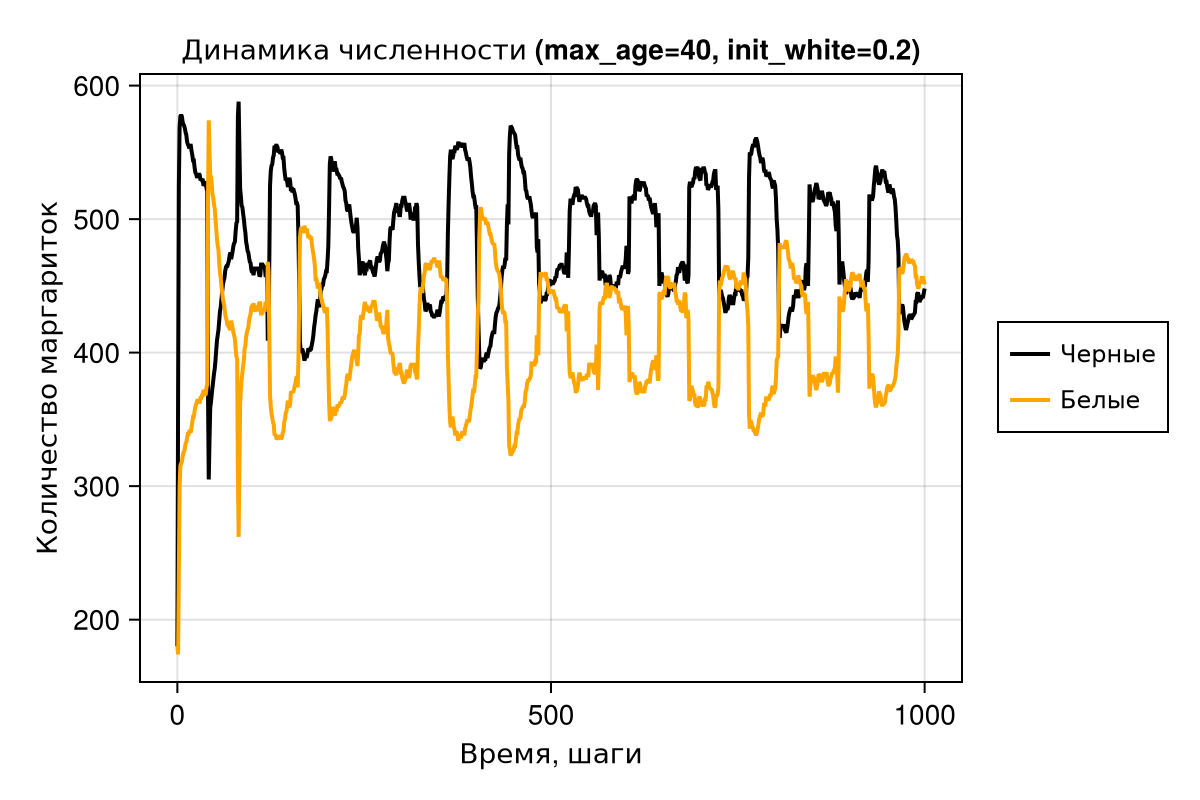 Динамика численности (max_age=40, init_white=0.2)
Количество маргариток
600
500
400
300
200
0
500
1000
Время, шаги
Черные
Белые